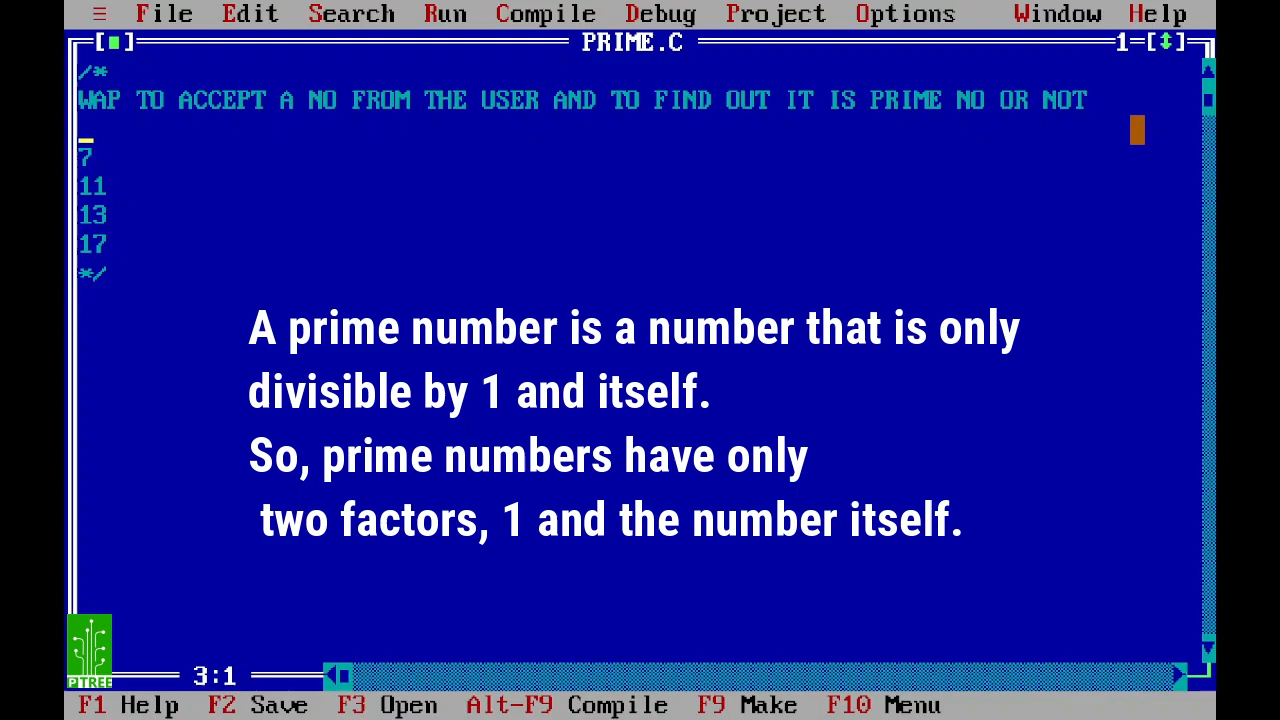 ≡ File Edit Search Run Compile Debug Project Options Window Help
[■] PRIME.C 1=[↕]
/*
WAP TO ACCEPT A NO FROM THE USER AND TO FIND OUT IT IS PRIME NO OR NOT
7
11
13
17
*/
A prime number is a number that is only
divisible by 1 and itself.
So, prime numbers have only
two factors, 1 and the number itself.
PITREE
3:1
F1 Help F2 Save F3 Open Alt-F9 Compile F9 Make F10 Menu